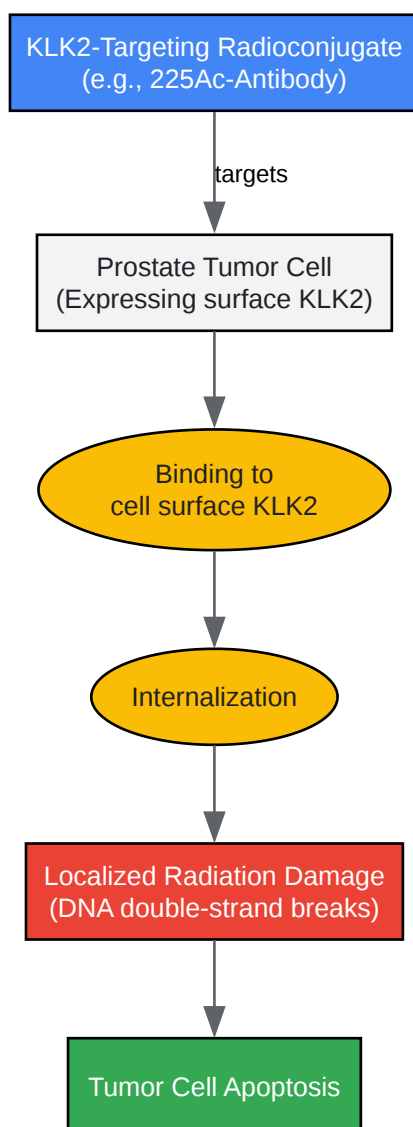 KLK2-Targeting Radioconjugate
(e.g., 225Ac-Antibody)
targets
Prostate Tumor Cell
(Expressing surface KLK2)
Binding to
cell surface KLK2
Internalization
Localized Radiation Damage
(DNA double-strand breaks)
Tumor Cell Apoptosis